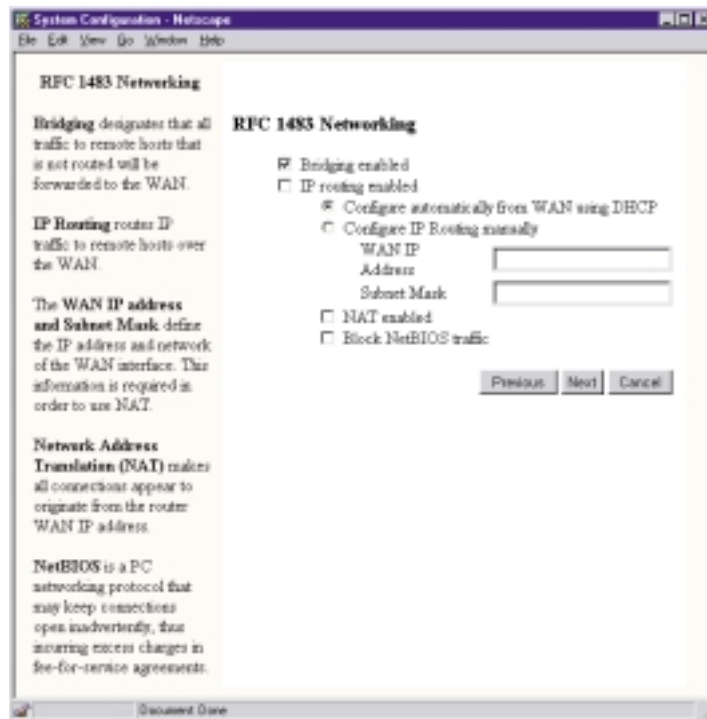 System Configuration - Netscape
File Edit View Go Window Help
RFC 1483 Networking
Bridging designates that all
traffic to remote hosts that
is not routed will be
forwarded to the WAN.
IP Routing routes IP
traffic to remote hosts over
the WAN.
The WAN IP address
and Subnet Mask define
the IP address and network
of the WAN interface. This
information is required in
order to use NAT.
Network Address
Translation (NAT) makes
all connections appear to
originate from the router
WAN IP address.
NetBIOS is a PC
networking protocol that
may keep connections
open inadvertently, thus
incurring excess charges in
fee-for-service agreements.
RFC 1483 Networking
Bridging enabled
IP routing enabled
Configure automatically from WAN using DHCP
Configure IP Routing manually
WAN IP
Address
Subnet Mask
NAT enabled
Block NetBIOS traffic
Previous Next Cancel
Document Done